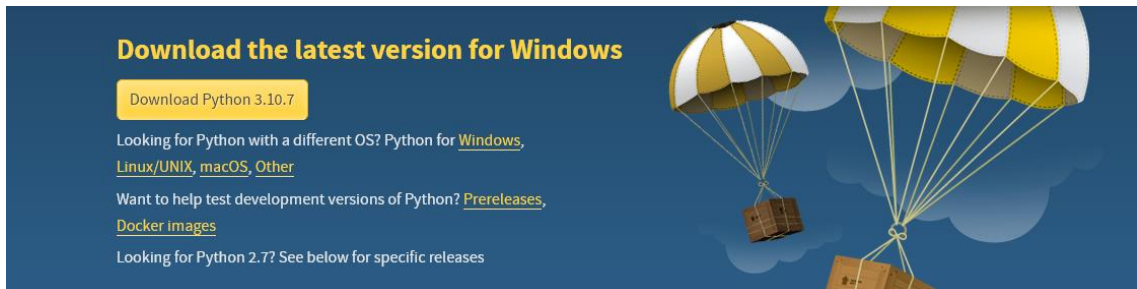 Download the latest version for Windows
Download Python 3.10.7
Looking for Python with a different OS? Python for Windows,
Linux/UNIX, macOS, Other
Want to help test development versions of Python? Prereleases,
Docker images
Looking for Python 2.7? See below for specific releases